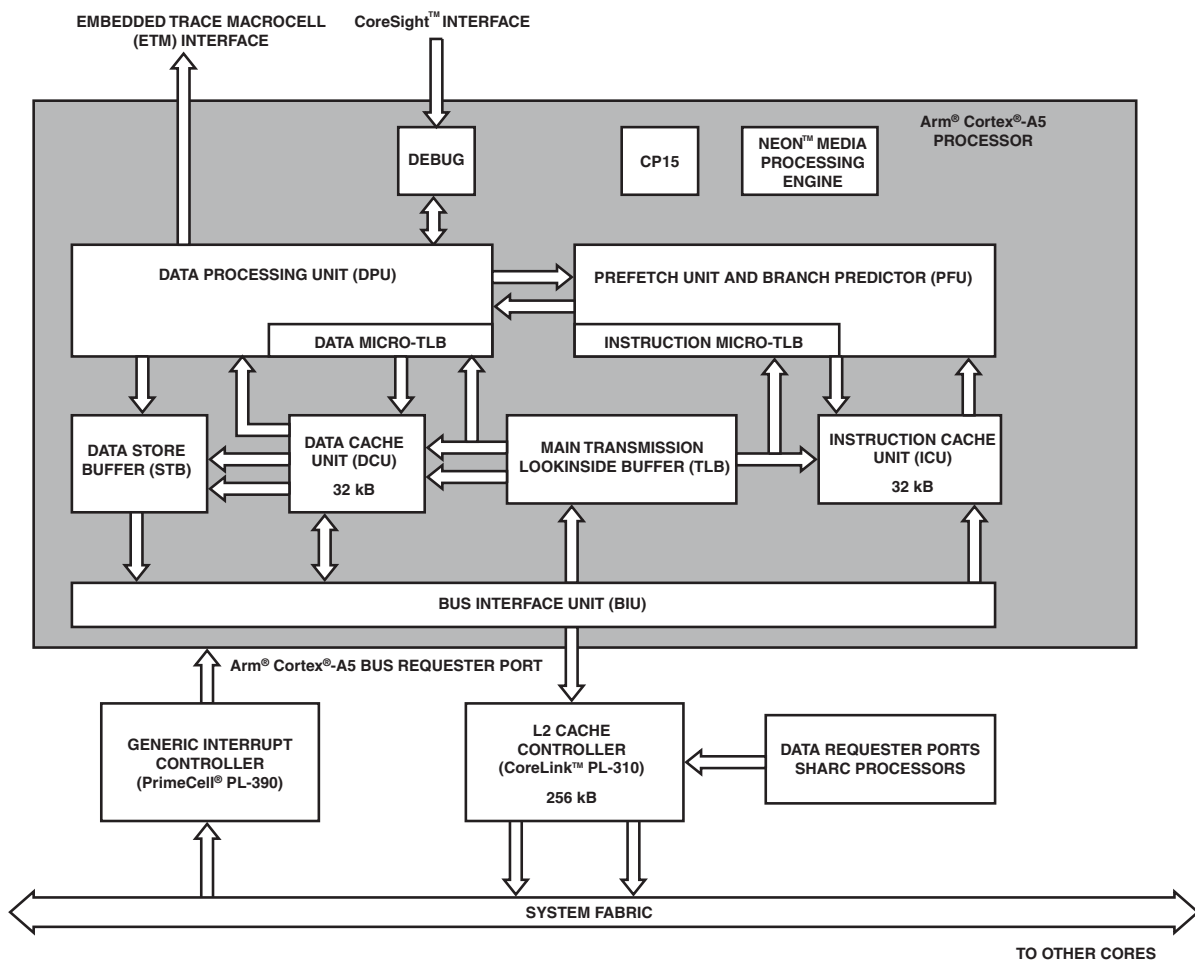 EMBEDDED TRACE MACROCELL
(ETM) INTERFACE
CoreSight™ INTERFACE
Arm® Cortex®-A5
PROCESSOR
DEBUG
CP15
NEON™ MEDIA
PROCESSING
ENGINE
DATA PROCESSING UNIT (DPU)
PREFETCH UNIT AND BRANCH PREDICTOR (PFU)
DATA MICRO-TLB
INSTRUCTION MICRO-TLB
DATA STORE
BUFFER (STB)
DATA CACHE
UNIT (DCU)
32 kB
MAIN TRANSMISSION
LOOKINSIDE BUFFER (TLB)
INSTRUCTION CACHE
UNIT (ICU)
32 kB
BUS INTERFACE UNIT (BIU)
Arm® Cortex®-A5 BUS REQUESTER PORT
GENERIC INTERRUPT
CONTROLLER
(PrimeCell® PL-390)
L2 CACHE
CONTROLLER
(CoreLink™ PL-310)
256 kB
DATA REQUESTER PORTS
SHARC PROCESSORS
SYSTEM FABRIC
TO OTHER CORES